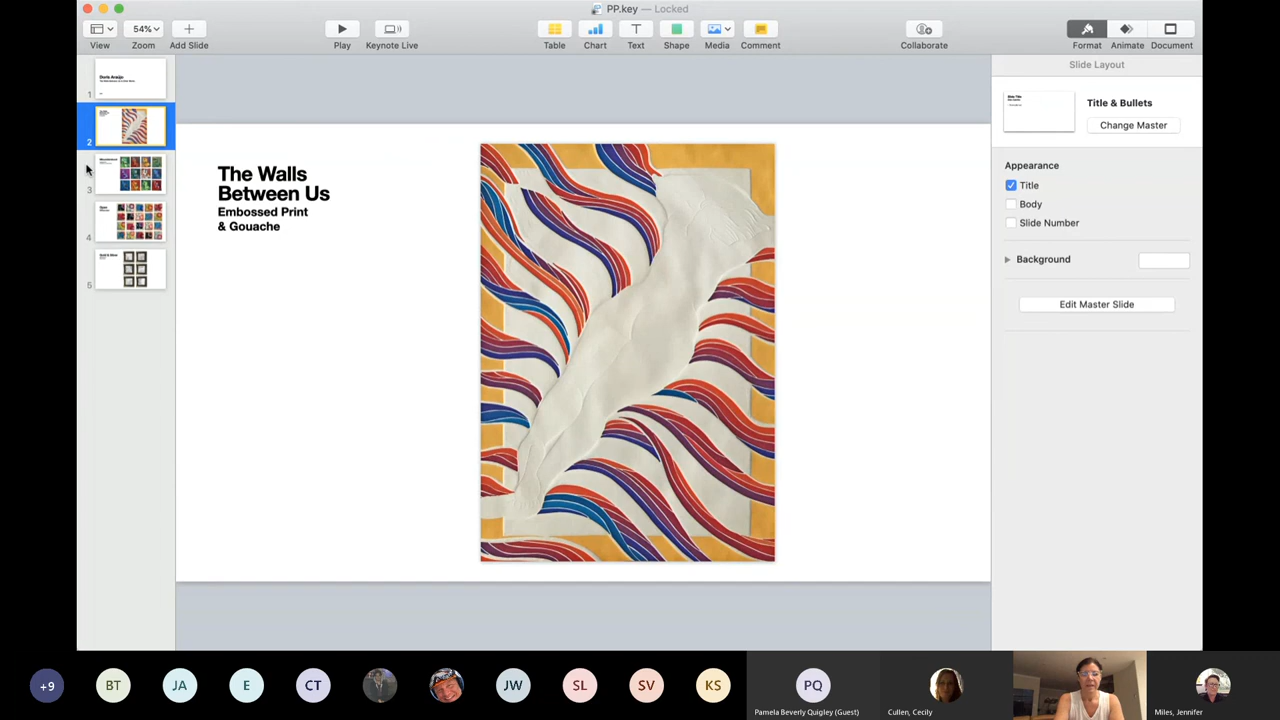 PP.key — Locked
54%
View
Zoom
Add Slide
Play
Keynote Live
Table
Chart
Text
Shape
Media
Comment
Collaborate
Format
Animate
Document
1
2
3
4
5
The Walls
Between Us
Embossed Print
& Gouache
Slide Layout
Title & Bullets
Change Master
Appearance
Title
Body
Slide Number
Background
Edit Master Slide
+9
BT
JA
E
CT
JW
SL
SV
KS
PQ
Pamela Beverly Quigley (Guest)
Cullen, Cecily
Miles, Jennifer